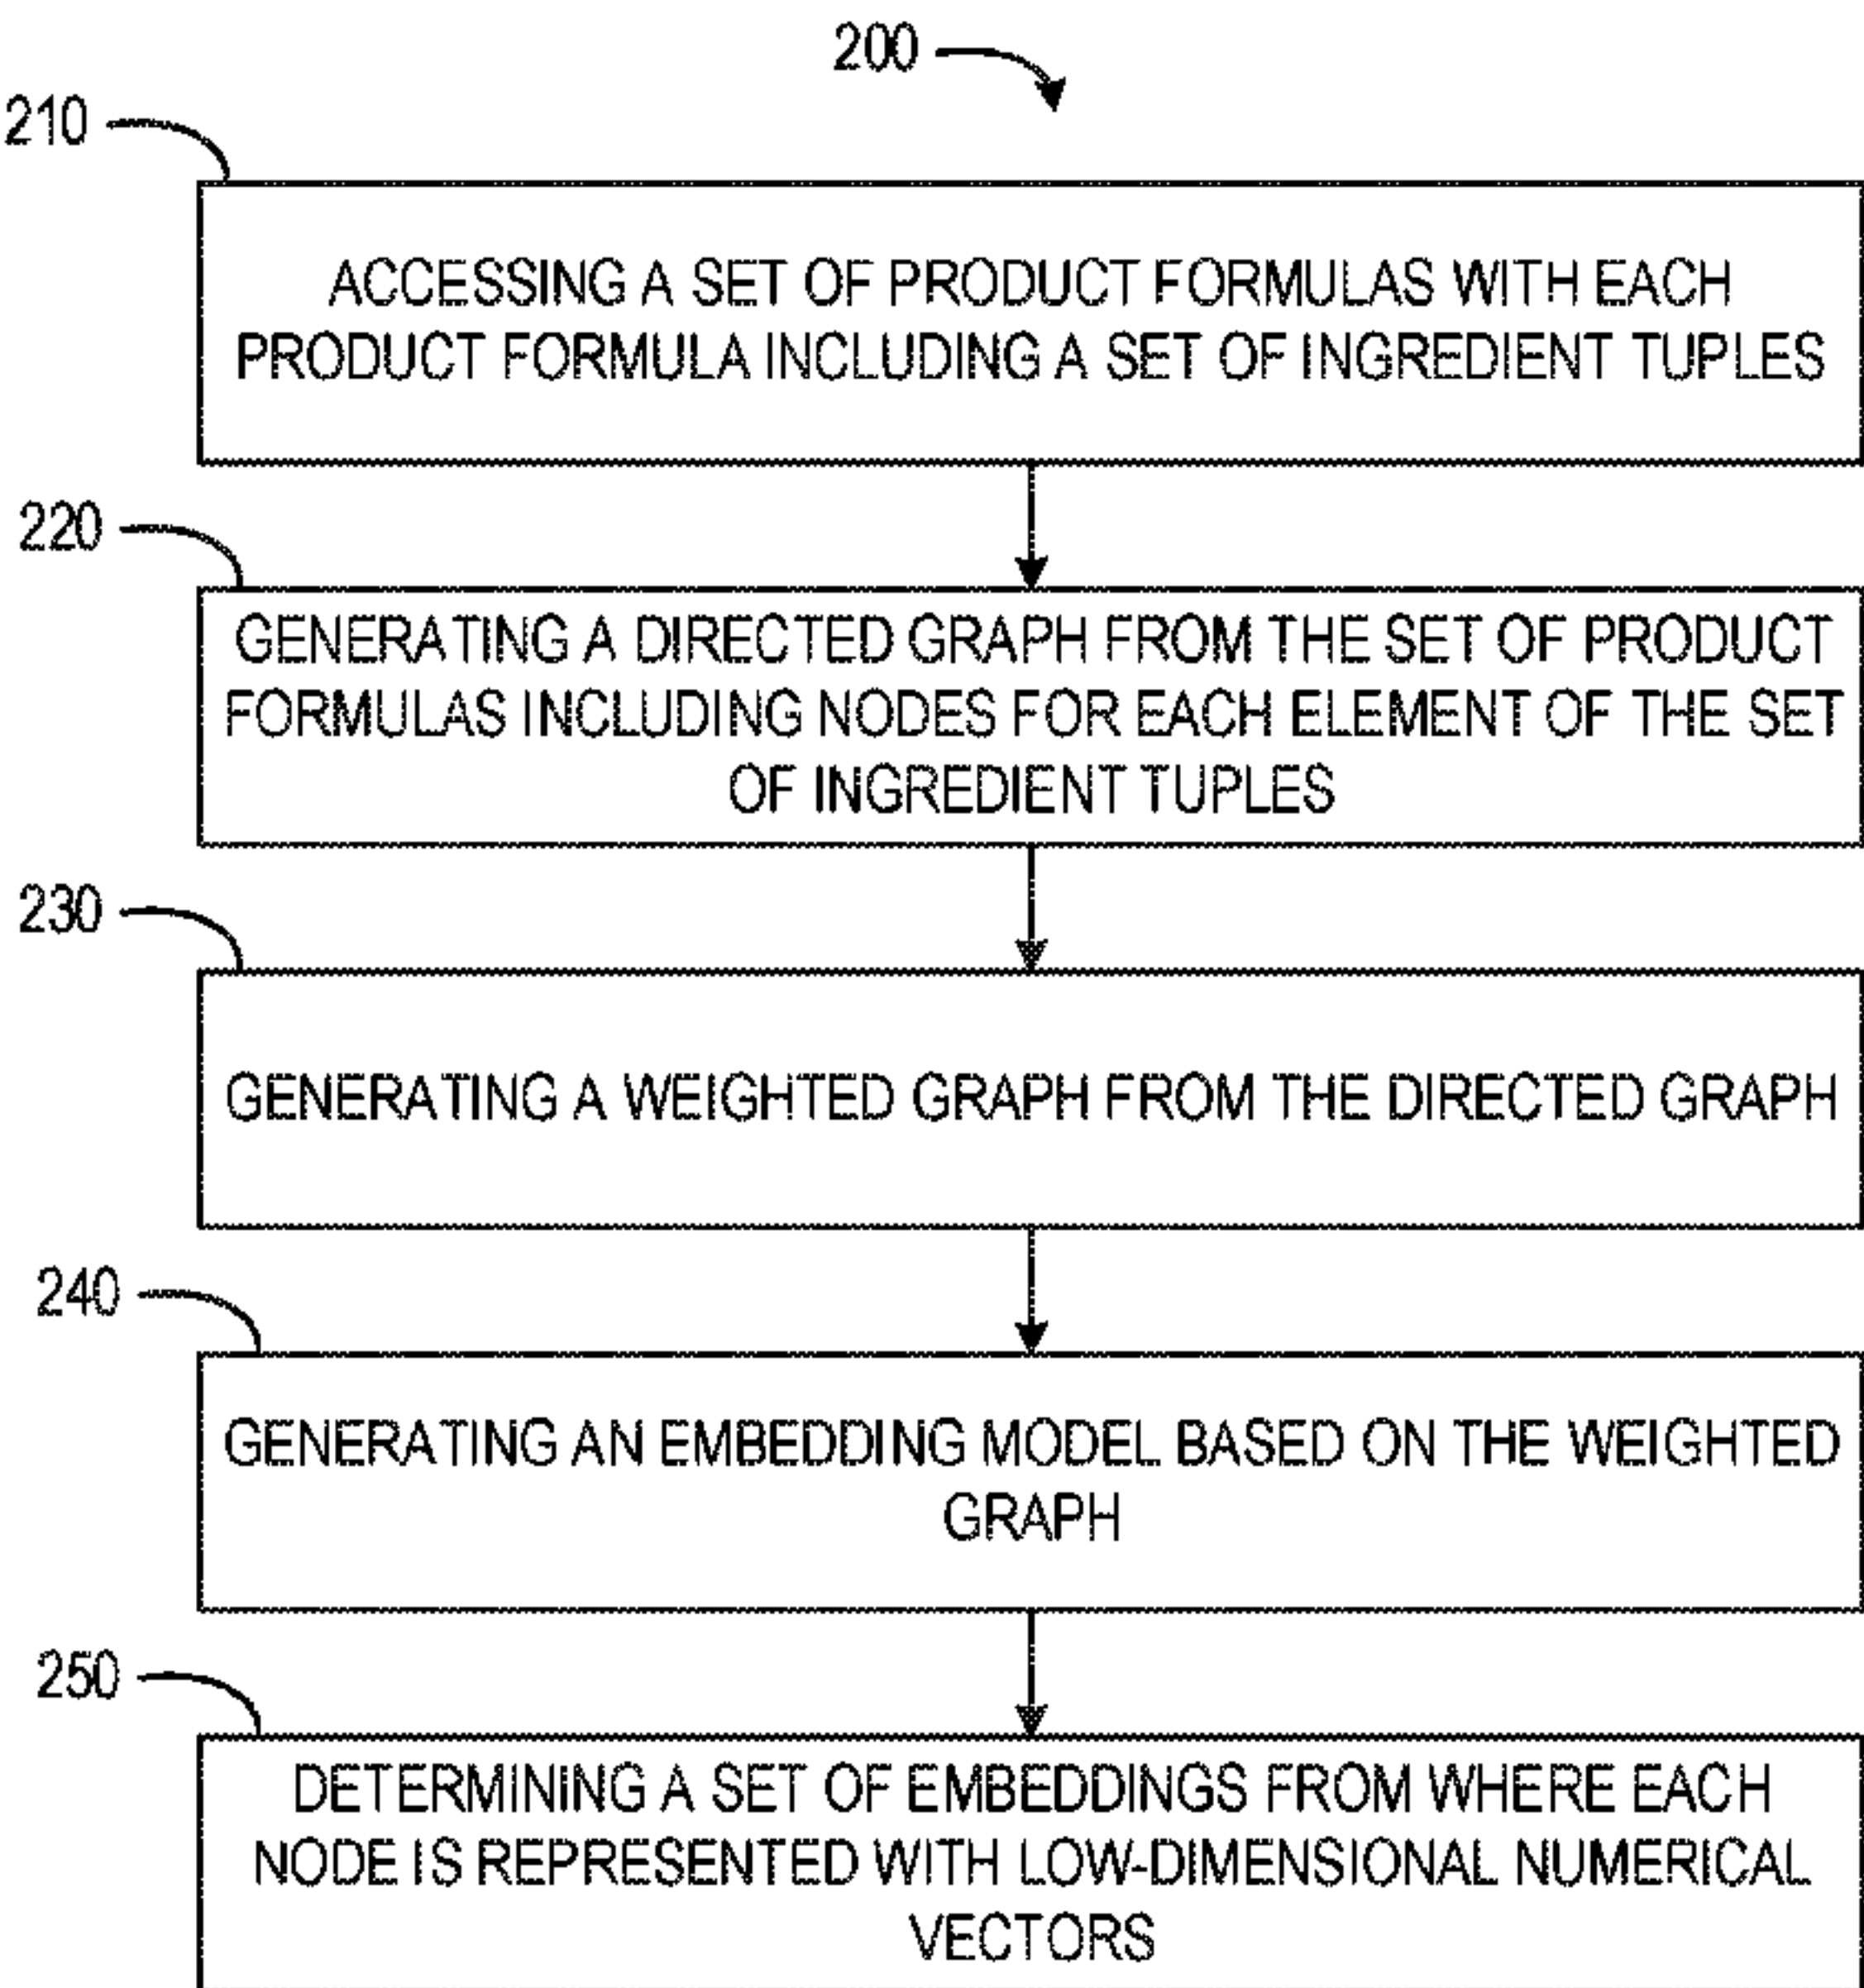 200
210
ACCESSING A SET OF PRODUCT FORMULAS WITH EACH
PRODUCT FORMULA INCLUDING A SET OF INGREDIENT TUPLES
220
GENERATING A DIRECTED GRAPH FROM THE SET OF PRODUCT
FORMULAS INCLUDING NODES FOR EACH ELEMENT OF THE SET
OF INGREDIENT TUPLES
230
GENERATING A WEIGHTED GRAPH FROM THE DIRECTED GRAPH
240
GENERATING AN EMBEDDING MODEL BASED ON THE WEIGHTED
GRAPH
250
DETERMINING A SET OF EMBEDDINGS FROM WHERE EACH
NODE IS REPRESENTED WITH LOW-DIMENSIONAL NUMERICAL
VECTORS